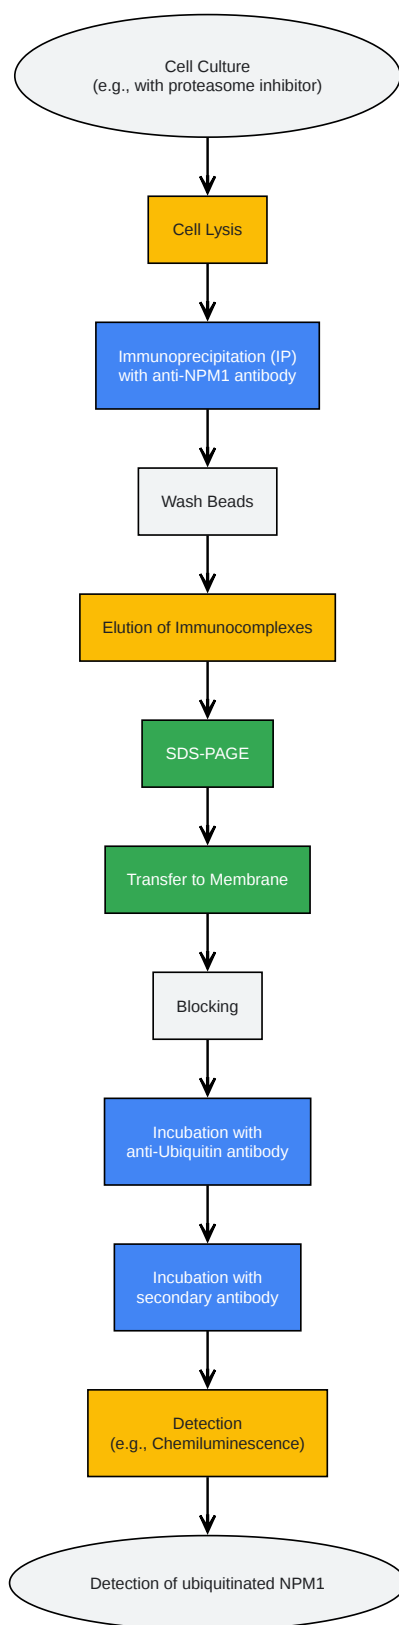 Cell Culture
(e.g., with proteasome inhibitor)
Cell Lysis
Immunoprecipitation (IP)
with anti-NPM1 antibody
Wash Beads
Elution of Immunocomplexes
SDS-PAGE
Transfer to Membrane
Blocking
Incubation with
anti-Ubiquitin antibody
Incubation with
secondary antibody
Detection
(e.g., Chemiluminescence)
Detection of ubiquitinated NPM1